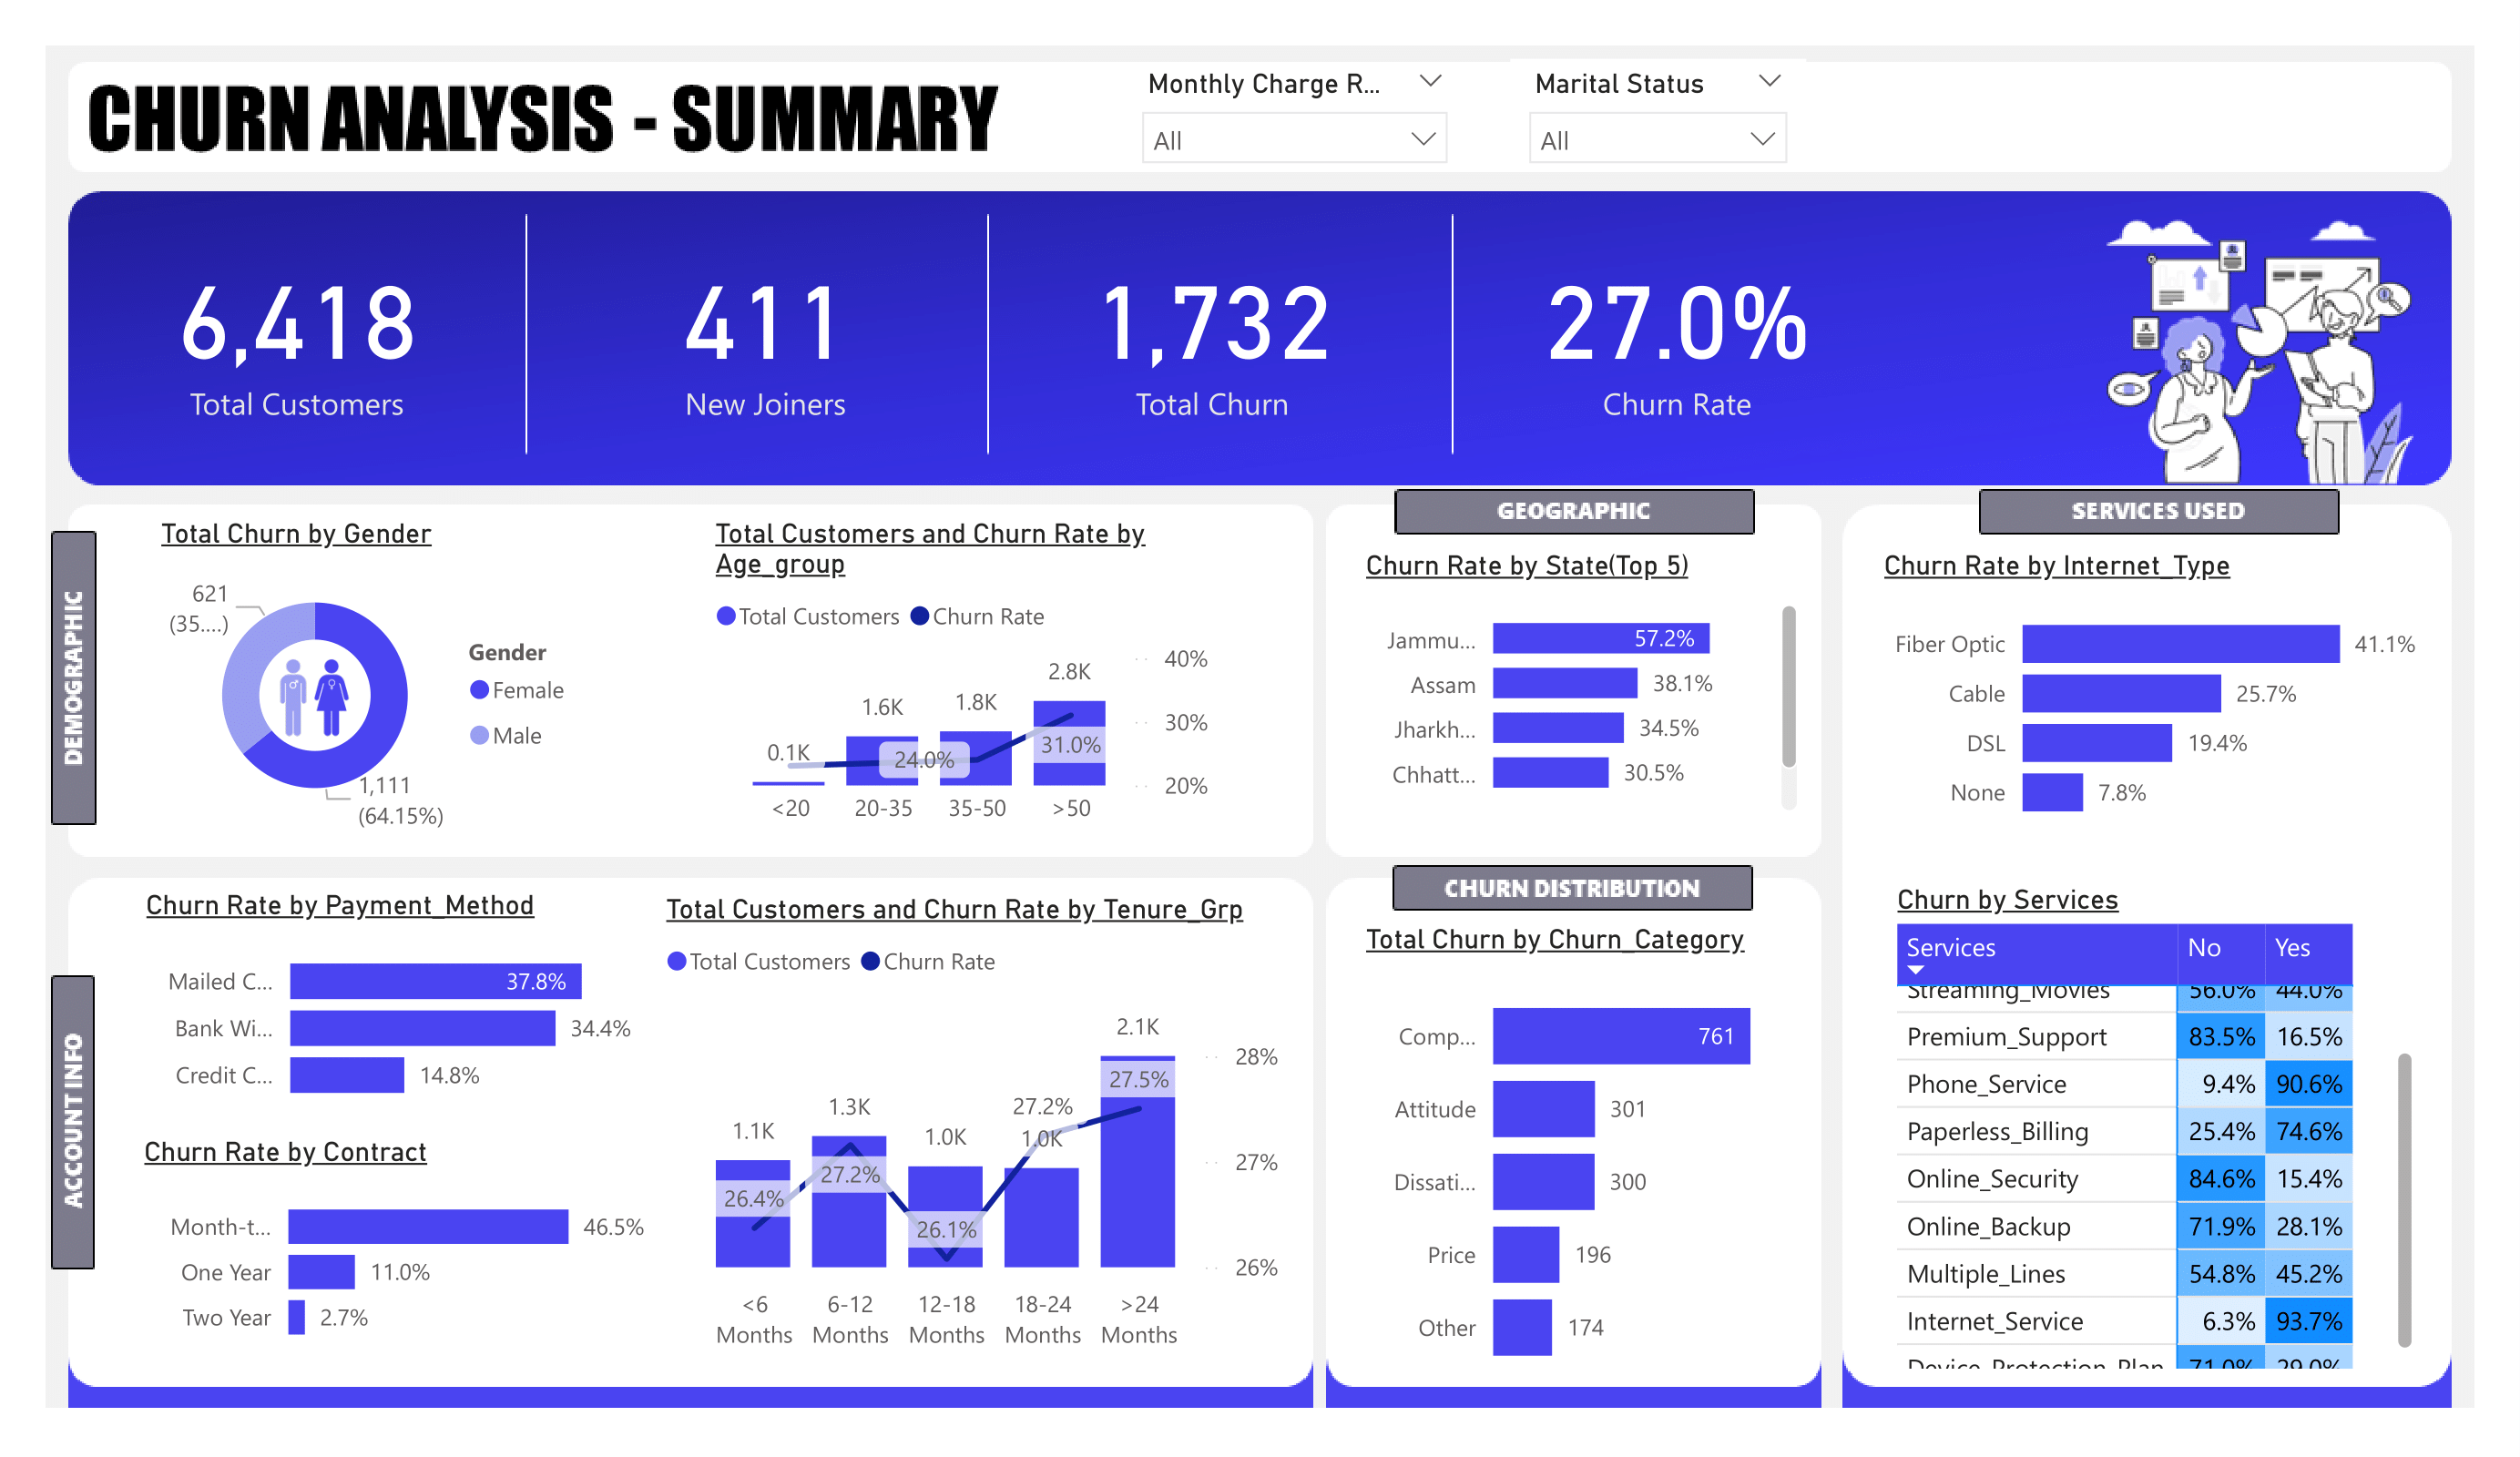 CHURN ANALYSIS - SUMMARY
Monthly Charge R...
All
Marital Status
All
6,418
Total Customers
411
New Joiners
1,732
Total Churn
27.0%
Churn Rate
DEMOGRAPHIC
Total Churn by Gender
621
(35....)
1,111
(64.15%)
Gender
Female
Male
Total Customers and Churn Rate by
Age_group
Total Customers Churn Rate
0.1K
1.6K
1.8K
2.8K
24.0%
31.0%
40%
30%
20%
<20 20-35 35-50 >50
GEOGRAPHIC
Churn Rate by State(Top 5)
Jammu... 57.2%
Assam 38.1%
Jharkh... 34.5%
Chhatt... 30.5%
SERVICES USED
Churn Rate by Internet_Type
Fiber Optic 41.1%
Cable 25.7%
DSL 19.4%
None 7.8%
ACCOUNT INFO
Churn Rate by Payment_Method
Mailed C... 37.8%
Bank Wi... 34.4%
Credit C... 14.8%
Churn Rate by Contract
Month-t... 46.5%
One Year 11.0%
Two Year 2.7%
Total Customers and Churn Rate by Tenure_Grp
Total Customers Churn Rate
1.1K
1.3K
1.0K
1.0K
2.1K
26.4%
27.2%
26.1%
27.2%
27.5%
28%
27%
26%
<6 6-12 12-18 18-24 >24
Months Months Months Months Months
CHURN DISTRIBUTION
Total Churn by Churn_Category
Comp... 761
Attitude 301
Dissati... 300
Price 196
Other 174
Churn by Services
Services No Yes
Streaming_Movies 56.0% 44.0%
Premium_Support 83.5% 16.5%
Phone_Service 9.4% 90.6%
Paperless_Billing 25.4% 74.6%
Online_Security 84.6% 15.4%
Online_Backup 71.9% 28.1%
Multiple_Lines 54.8% 45.2%
Internet_Service 6.3% 93.7%
Device_Protection_Plan 71.0% 29.0%